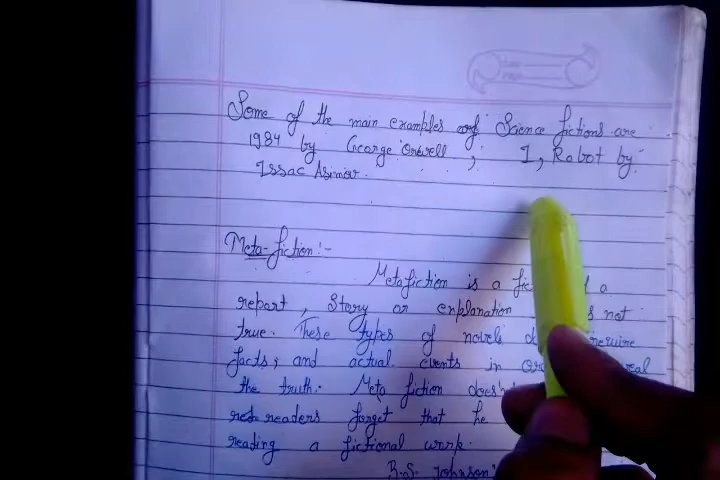 Some of the main examples of Science fictions are
1984 by George Orwell ; I, Robot by
Issac Asimov.
Meta-fiction:-
Metafiction is a a
report, Story or explanation not
true. These types of novels
facts, and actual events in
the truth. Meta fiction does
readers forget that he
reading a fictional work.
B.S. Johnson's